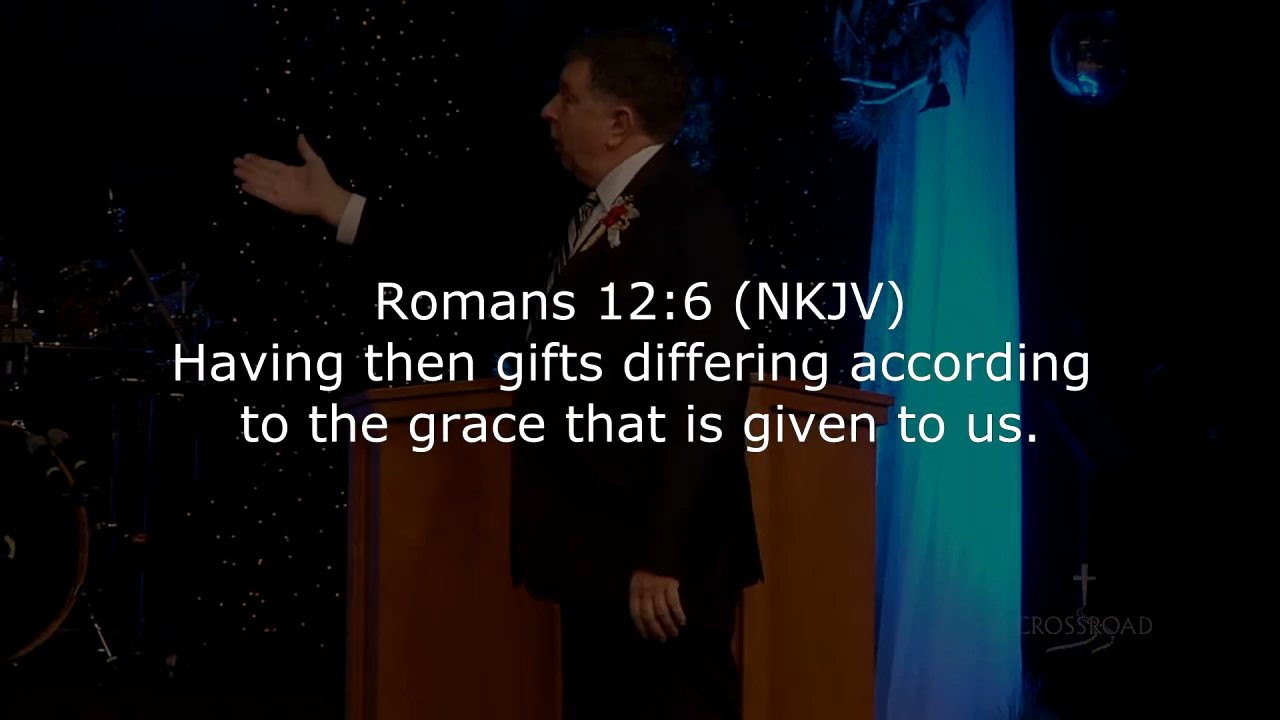 Romans 12:6 (NKJV)
Having then gifts differing according
to the grace that is given to us.
CROSSROAD